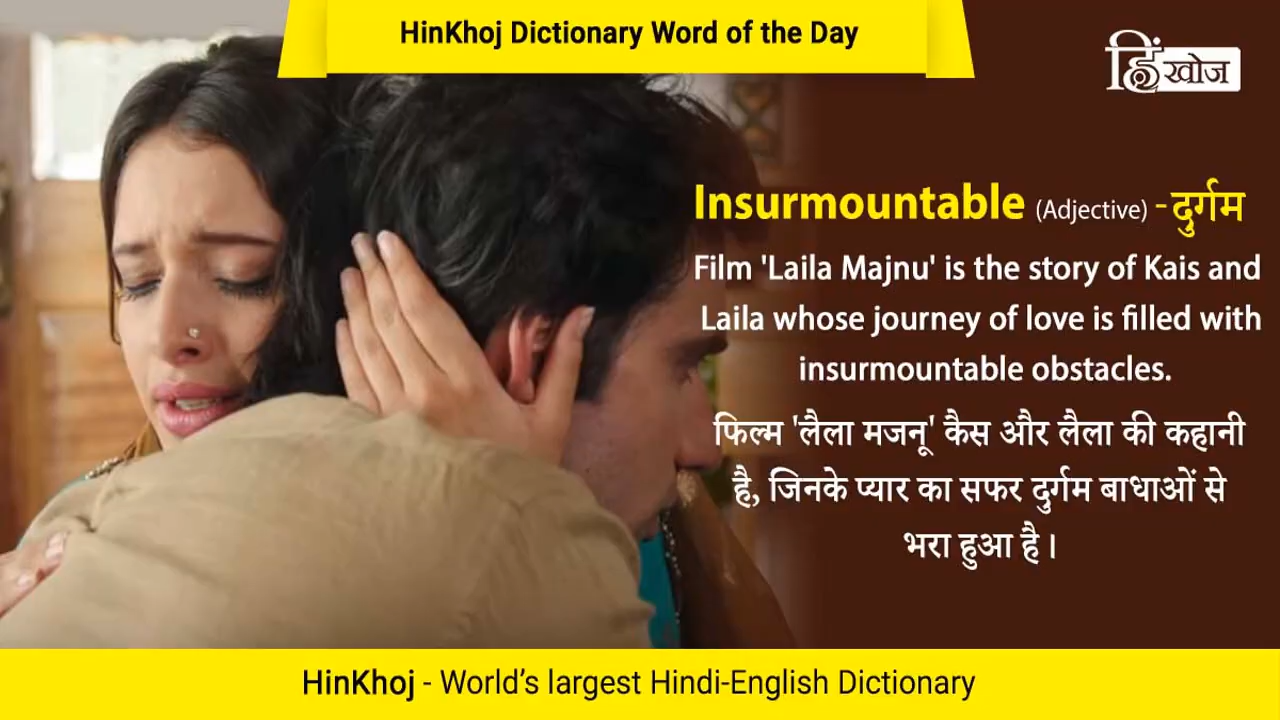 HinKhoj Dictionary Word of the Day
हिंखोज
Insurmountable (Adjective) - दुर्गम
Film 'Laila Majnu' is the story of Kais and
Laila whose journey of love is filled with
insurmountable obstacles.
फिल्म 'लैला मजनू' कैस और लैला की कहानी
है, जिनके प्यार का सफर दुर्गम बाधाओं से
भरा हुआ है।
HinKhoj - World’s largest Hindi-English Dictionary